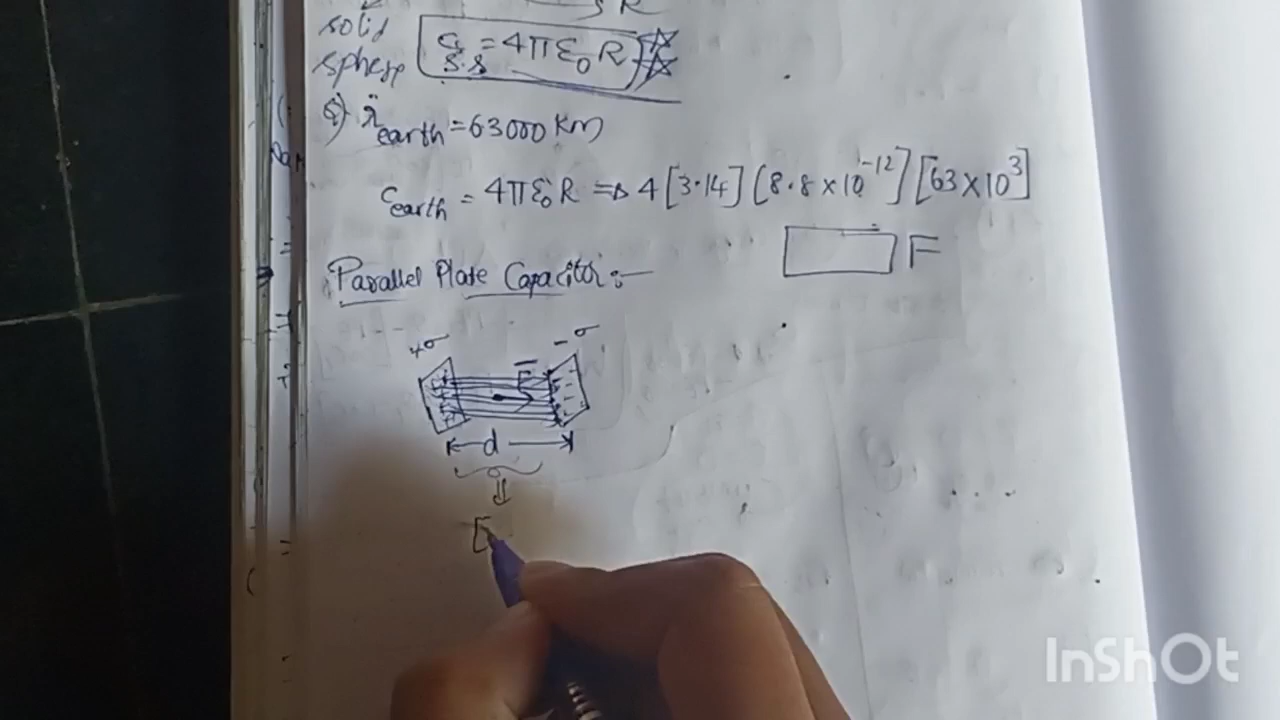 solid
sphere C s.s = 4πε₀R
Q) r earth = 63000 Km
C earth = 4πε₀R ⇒ 4[3.14][8.8×10⁻¹²][63×10³]
F
Parallel Plate Capacitor :—
+σ -σ
E
d
InShOt